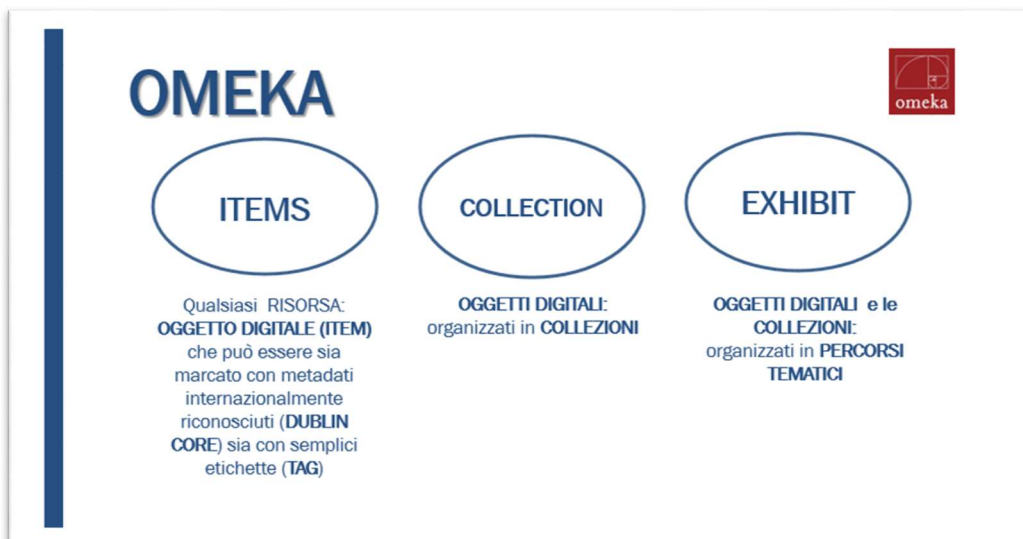 OMEKA
omeka
ITEMS
COLLECTION
EXHIBIT
Qualsiasi RISORSA:
OGGETTO DIGITALE (ITEM)
che può essere sia
marcato con metadati
internazionalmente
riconosciuti (DUBLIN
CORE) sia con semplici
etichette (TAG)
OGGETTI DIGITALI:
organizzati in COLLEZIONI
OGGETTI DIGITALI e le
COLLEZIONI:
organizzati in PERCORSI
TEMATICI